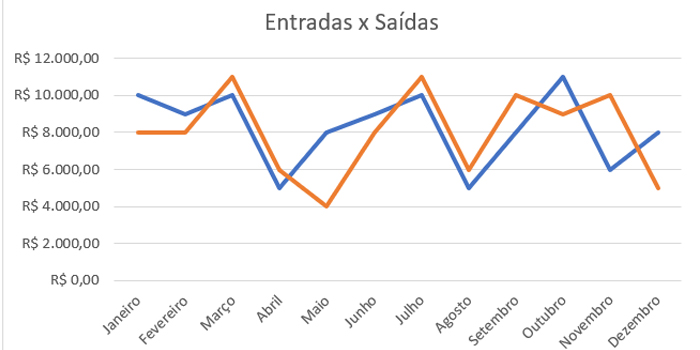 Entradas x Saídas
R$ 12.000,00
R$ 10.000,00
R$ 8.000,00
R$ 6.000,00
R$ 4.000,00
R$ 2.000,00
R$ 0,00
Janeiro
Fevereiro
Março
Abril
Maio
Junho
Julho
Agosto
Setembro
Outubro
Novembro
Dezembro